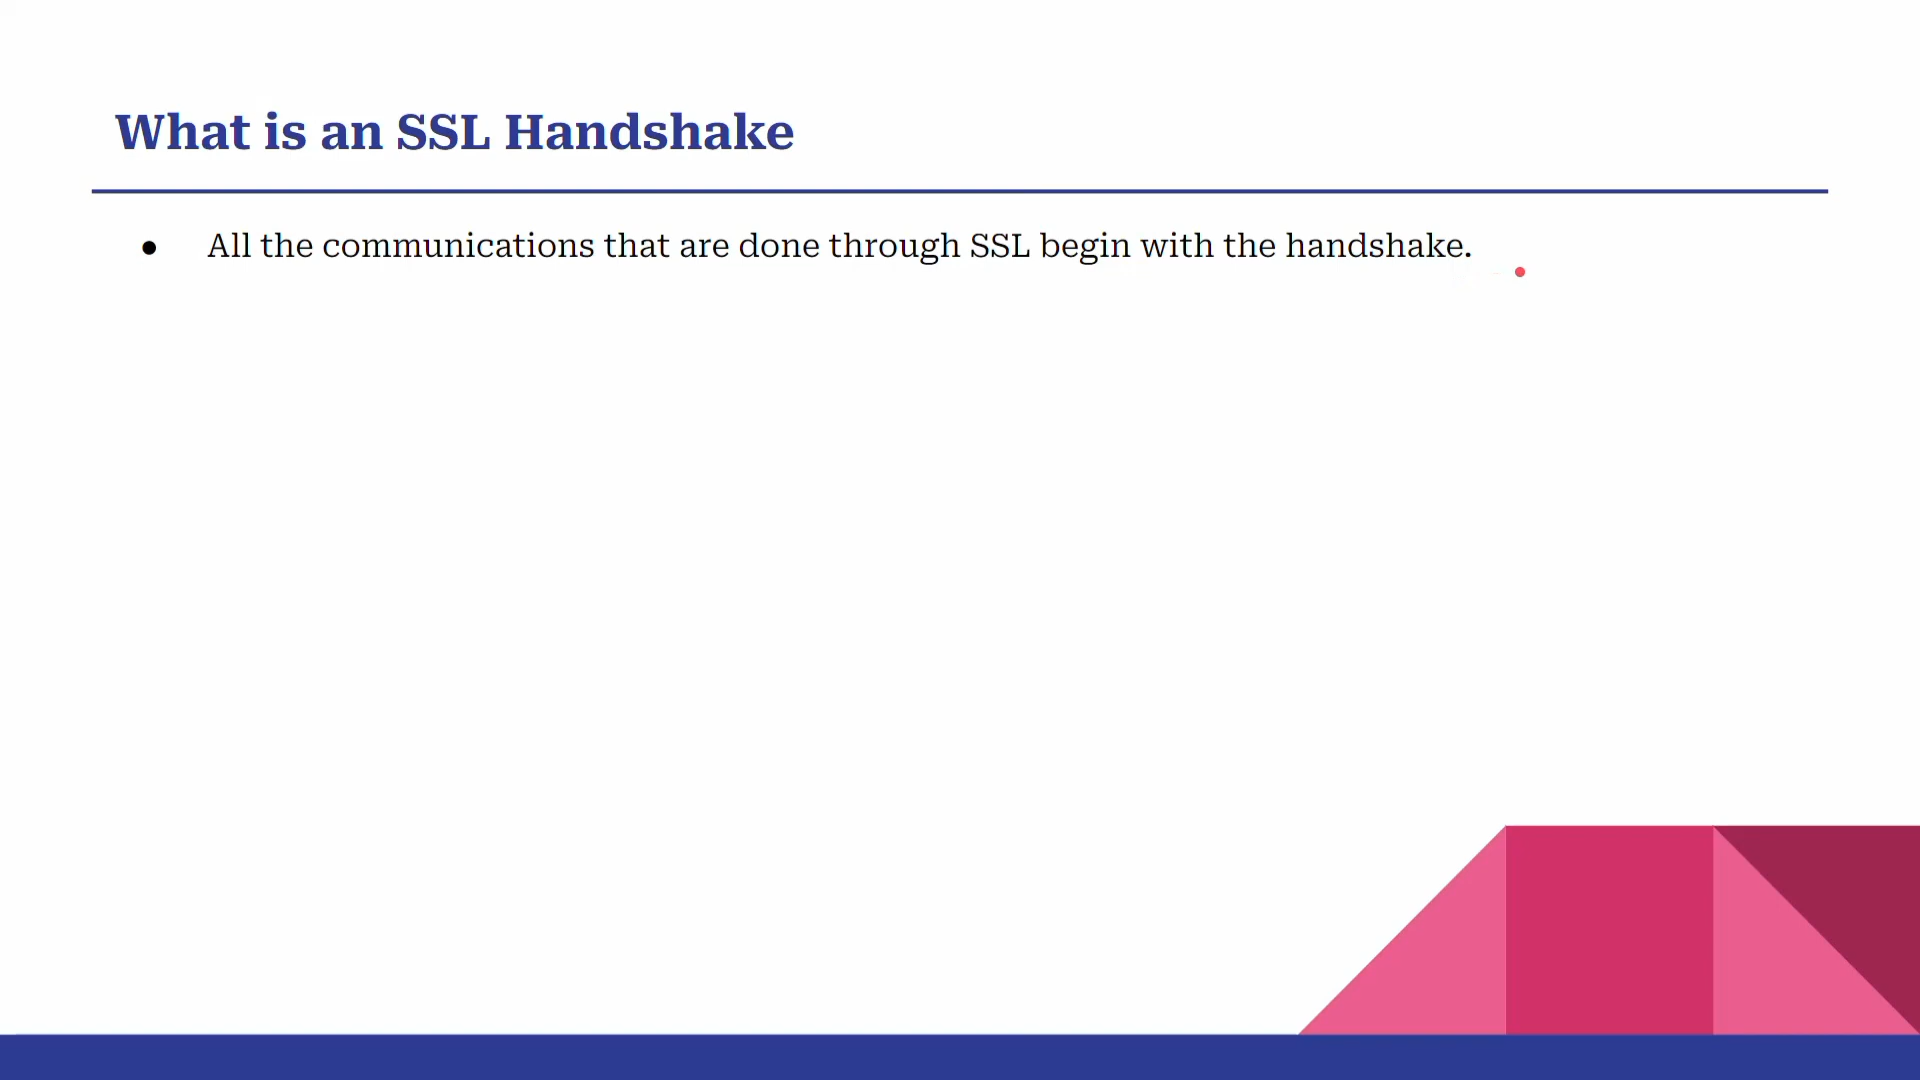 What is an SSL Handshake
● All the communications that are done through SSL begin with the handshake.